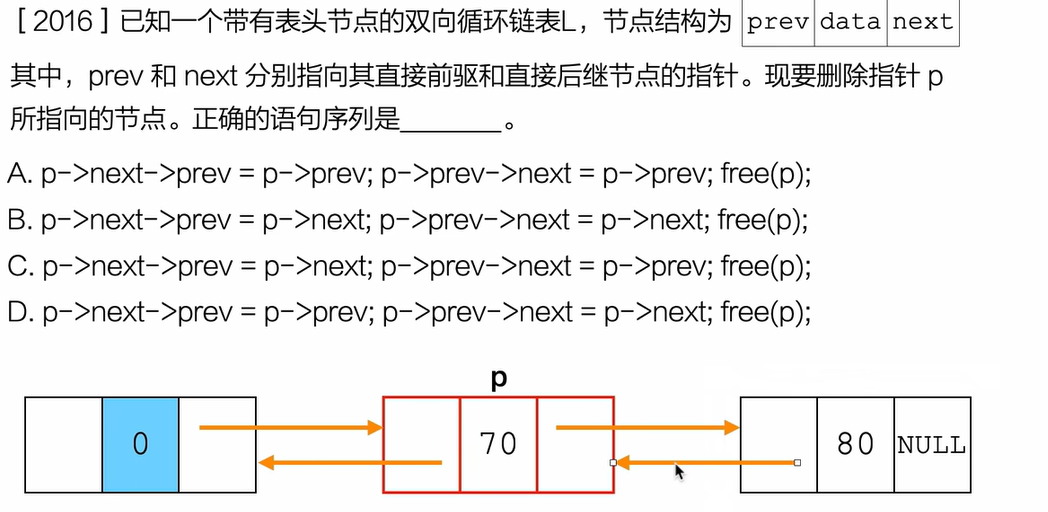 [ 2016 ] 已知一个带有表头节点的双向循环链表L，节点结构为 prev data next
其中，prev 和 next 分别指向其直接前驱和直接后继节点的指针。现要删除指针 p
所指向的节点。正确的语句序列是_______。
A. p->next->prev = p->prev; p->prev->next = p->prev; free(p);
B. p->next->prev = p->next; p->prev->next = p->next; free(p);
C. p->next->prev = p->next; p->prev->next = p->prev; free(p);
D. p->next->prev = p->prev; p->prev->next = p->next; free(p);
p
0 70 80 NULL